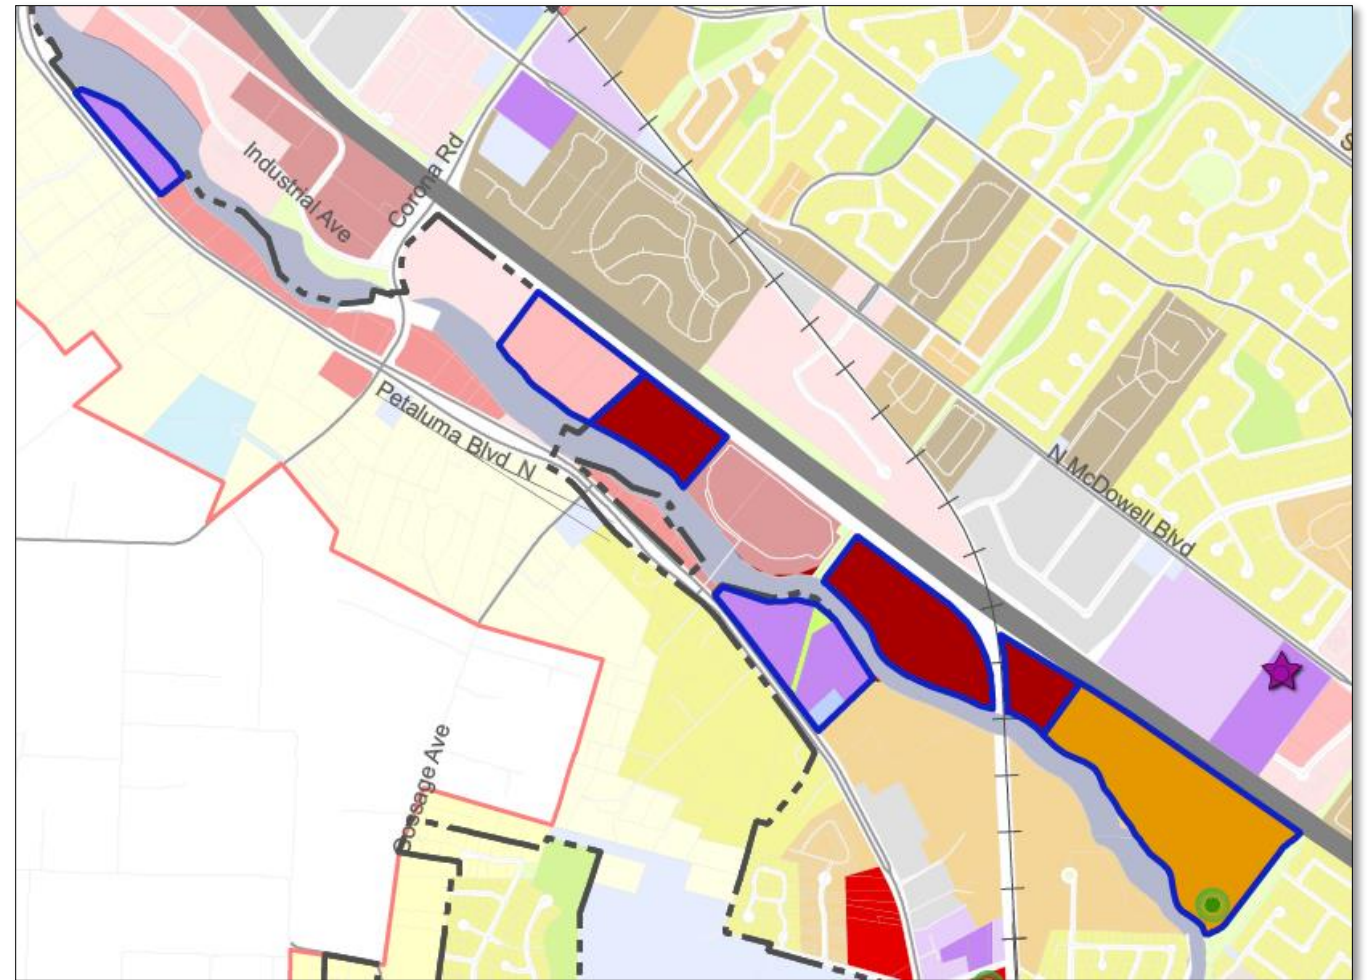 Industrial Ave
Corona Rd
Petaluma Blvd N
N McDowell Blvd
Gossage Ave